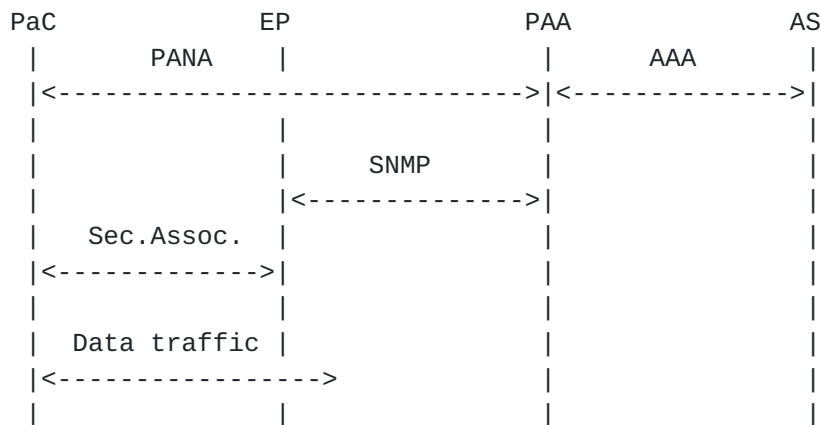 PaC EP PAA AS
PANA AAA
SNMP
Sec.Assoc.
Data traffic